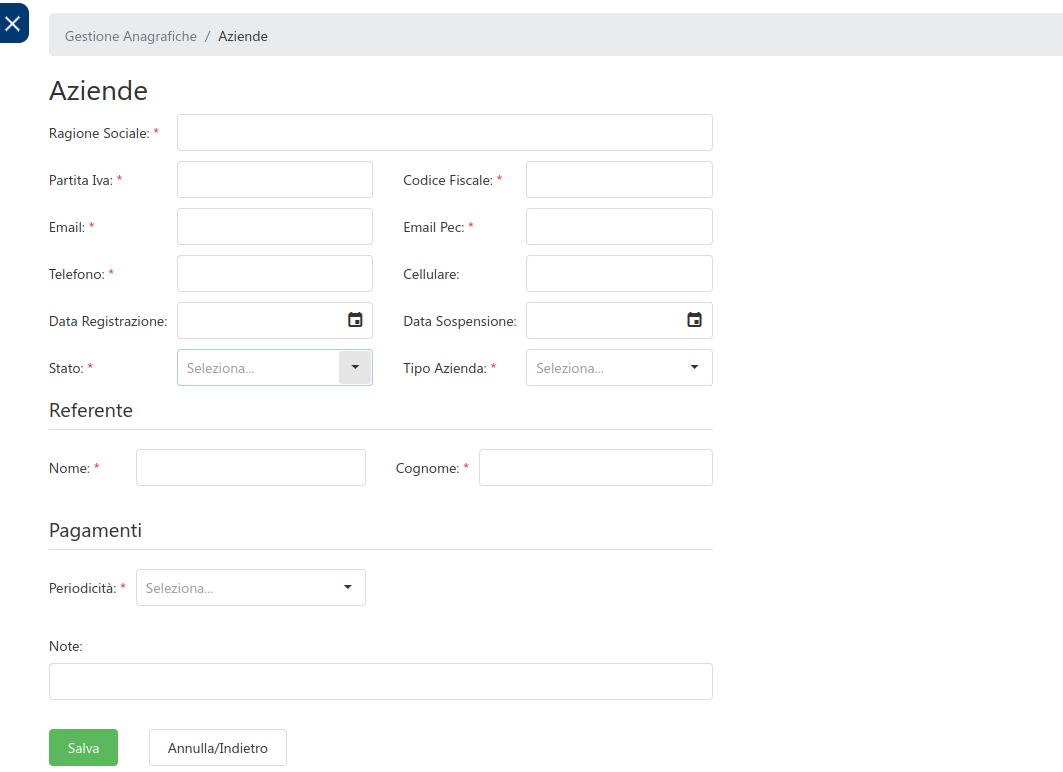 Gestione Anagrafiche / Aziende
Aziende
Ragione Sociale: *
Partita Iva: * Codice Fiscale: *
Email: * Email Pec: *
Telefono: * Cellulare:
Data Registrazione: Data Sospensione:
Stato: * Seleziona... Tipo Azienda: * Seleziona...
Referente
Nome: * Cognome: *
Pagamenti
Periodicità: * Seleziona...
Note:
Salva Annulla/Indietro